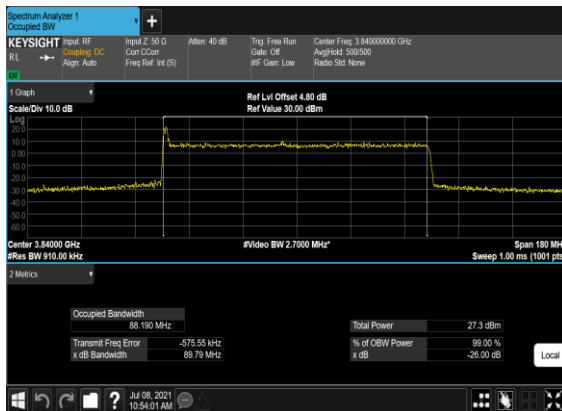 Spectrum Analyzer 1
Occupied BW
KEYSIGHT
RL
Input: RF
Coupling: DC
Align: Auto
Input Z: 50 Ω
Corr CCorr
Freq Ref: Int (S)
Atten: 40 dB
Trig: Free Run
Gate: Off
#IF Gain: Low
Center Freq: 3.840000000 GHz
Avg|Hold: 500/500
Radio Std: None
1 Graph
Scale/Div 10.0 dB
Ref Lvl Offset 4.80 dB
Ref Value 30.00 dBm
Log
20.0
10.0
0.00
-10.0
-20.0
-30.0
-40.0
-50.0
-60.0
Center 3.84000 GHz
#Res BW 910.00 kHz
#Video BW 2.7000 MHz*
Span 180 MH
Sweep 1.00 ms (1001 pts
2 Metrics
Occupied Bandwidth
88.190 MHz
Transmit Freq Error -575.55 kHz
x dB Bandwidth 89.79 MHz
Total Power 27.3 dBm
% of OBW Power 99.00 %
x dB -26.00 dB
Local
Jul 08, 2021
10:54:01 AM